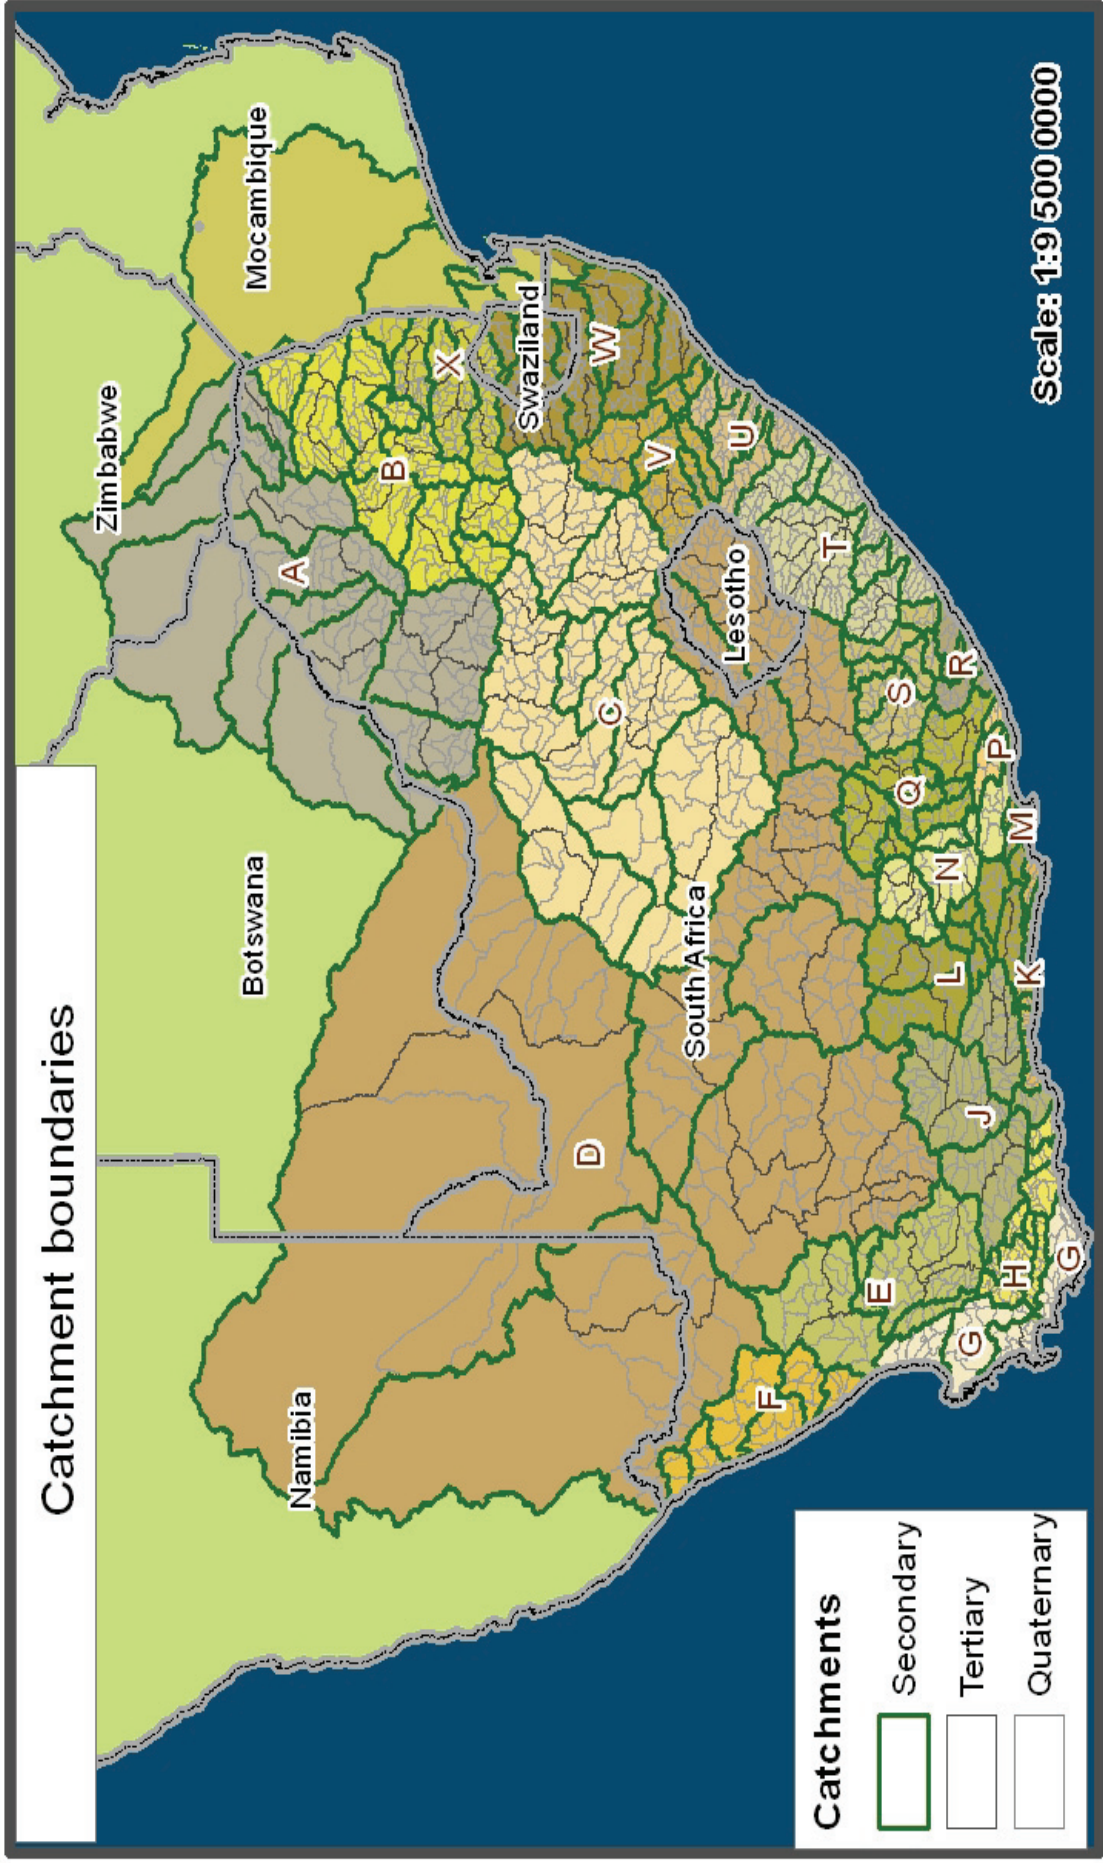 Catchment boundaries
Zimbabwe
Mocambique
Botswana
Namibia
Swaziland
South Africa
Lesotho
A
B
X
W
V
U
C
T
D
S
R
Q
P
N
M
L
K
J
F
E
H
G
G
Catchments
Secondary
Tertiary
Quaternary
Scale: 1:9 500 0000